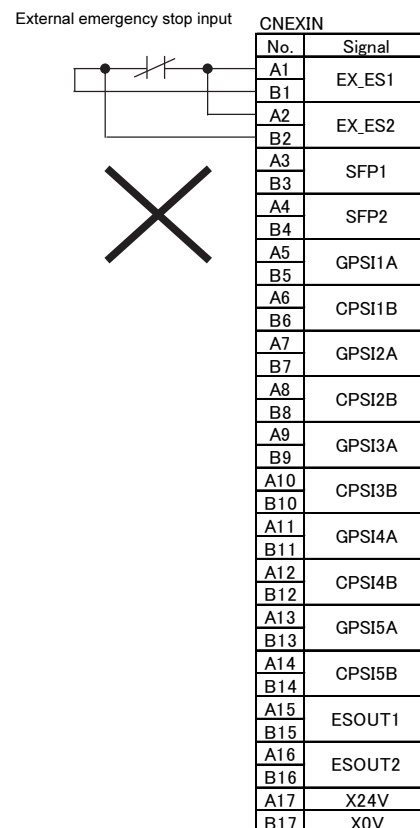 External emergency stop input
CNEXIN
No. Signal
A1 EX_ES1
B1
A2 EX_ES2
B2
A3 SFP1
B3
A4 SFP2
B4
A5 GPSI1A
B5
A6 CPSI1B
B6
A7 GPSI2A
B7
A8 CPSI2B
B8
A9 GPSI3A
B9
A10 CPSI3B
B10
A11 GPSI4A
B11
A12 CPSI4B
B12
A13 GPSI5A
B13
A14 CPSI5B
B14
A15 ESOUT1
B15
A16 ESOUT2
B16
A17 X24V
B17 X0V